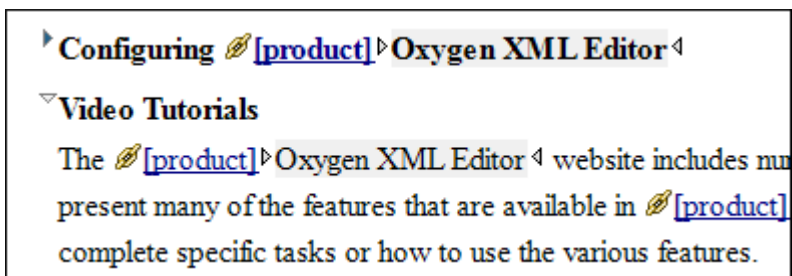 Configuring [product] Oxygen XML Editor
Video Tutorials
The [product] Oxygen XML Editor website includes
present many of the features that are available in [product]
complete specific tasks or how to use the various features.